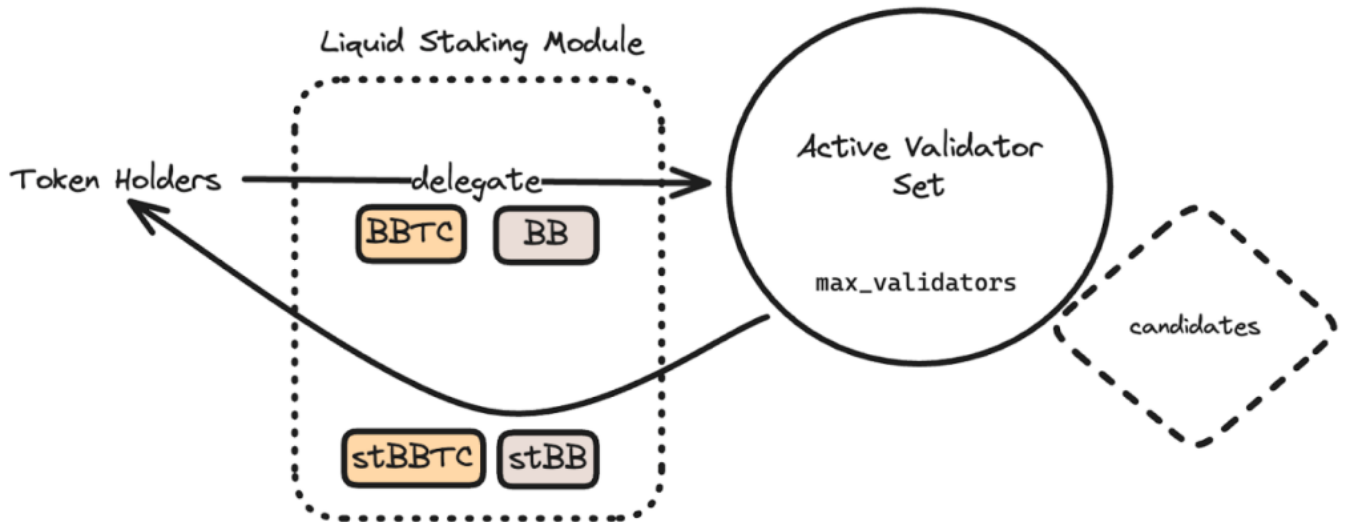 Liquid Staking Module
Token Holders
delegate
BBTC
BB
Active Validator
Set
max_validators
candidates
stBBTC
stBB